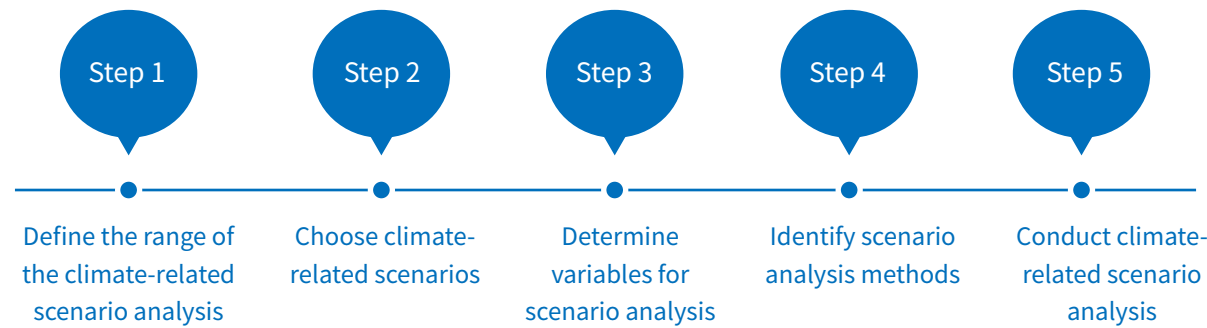 Step 1
Step 2
Step 3
Step 4
Step 5
Define the range of
the climate-related
scenario analysis
Choose climate-
related scenarios
Determine
variables for
scenario analysis
Identify scenario
analysis methods
Conduct climate-
related scenario
analysis